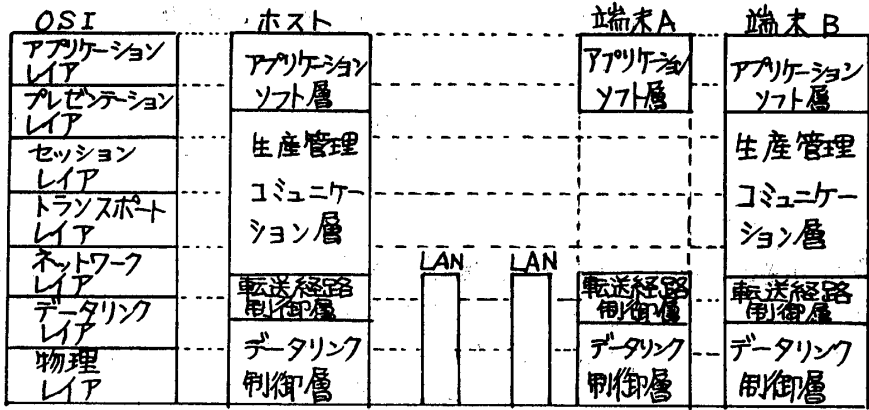 OSI
アプリケーション
レイア
プレゼンテーション
レイア
セッション
レイア
トランスポート
レイア
ネットワーク
レイア
データリンク
レイア
物理
レイア
ホスト
アプリケーション
ソフト層
生産管理
コミュニケー
ション層
転送経路
制御層
データリンク
制御層
LAN
LAN
端末A
アプリケーション
ソフト層
転送経路
制御層
データリンク
制御層
端末B
アプリケーション
ソフト層
生産管理
コミュニケー
ション層
転送経路
制御層
データリンク
制御層